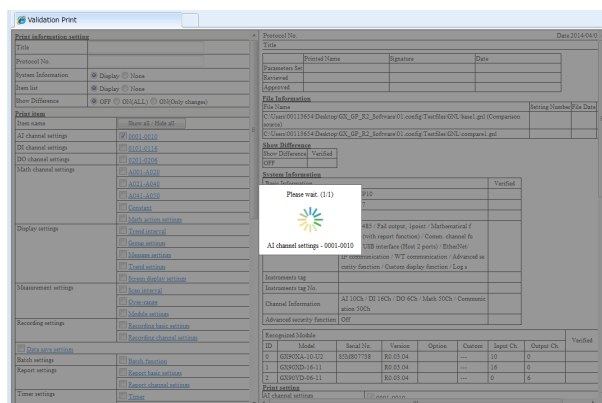 Validation Print
Print information setting
Title
Protocol No.
System Information Display None
Item list Display None
Show Difference OFF ON(ALL) ON(Only changes)
Print item
Item name Show all / Hide all
AI channel settings 0001-0010
DI channel settings 0101-0116
DO channel settings 0201-0206
Math channel settings A001-A020
A021-A040
A041-A050
Constant
Math action settings
Display settings Trend interval
Group settings
Message settings
Trend settings
Screen display settings
Measurement settings Scan interval
Over-range
Module settings
Recording settings Recording basic settings
Recording channel settings
Data save settings
Batch settings Batch function
Report settings Report basic settings
Report channel settings
Timer settings Timer
Protocol No. Date 2014/04/0
Title
Printed Name Signature Date
Parameters Set
Reviewed
Approved
File Information
File Name Setting Number File Date
C:/Users/00113654/Desktop/GX_GP_R2_Software/01.config/Testfiles/GNL base1.gnl (Comparison
source)
C:/Users/00113654/Desktop/GX_GP_R2_Software/01.config/Testfiles/GNL compare1.gnl
Show Difference
Show Difference Verified
OFF
System Information
Basic Information Verified
P10
Please wait. (1/1)
AI channel settings - 0001-0010
485 / Fail output, 1point / Mathematical f
(with report function) / Comm. channel fu
USB interface (Host 2 ports) / EtherNet/
IP communication / WT communication / Advanced se
curity function / Custom display function / Log s
Instruments tag
Instruments tag No.
Channel Information AI 10Ch / DI 16Ch / DO 6Ch / Math 50Ch / Communic
ation 50Ch
Advanced security function Off
Recognized Module Verified
ID Model Serial No. Version Option Custom Input Ch. Output Ch.
0 GX90XA-10-U2 S5M807738 R0.03.04 --- 10 0
1 GX90XD-16-11 R0.03.04 --- 16 0
2 GX90YD-06-11 R0.03.04 --- 0 6
Print setting
AI channel settings